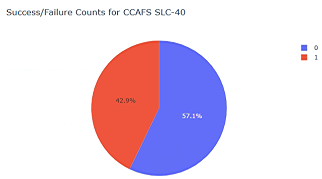 Success/Failure Counts for CCAFS SLC-40
0
1
42.9%
57.1%